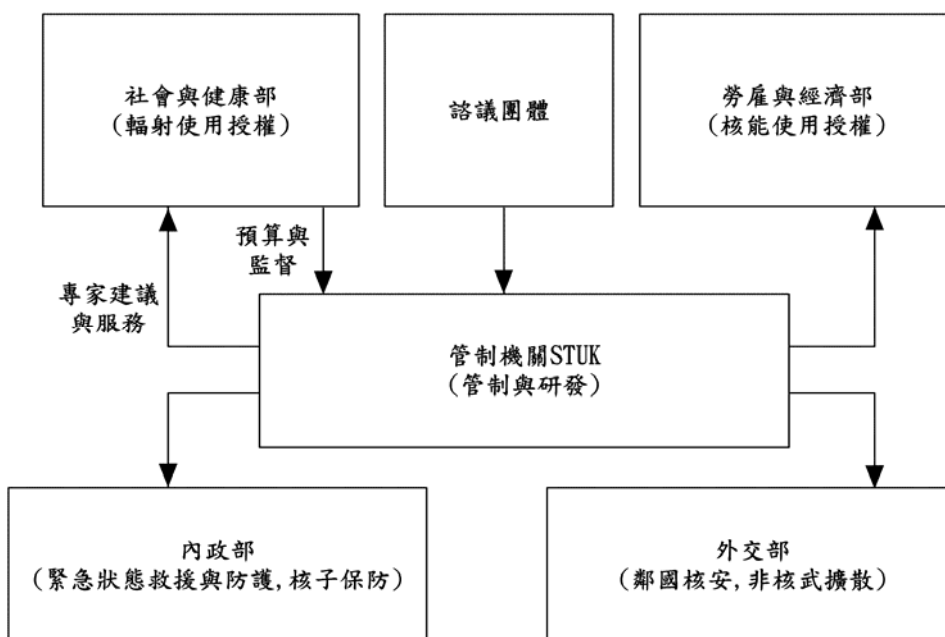 社會與健康部
(輻射使用授權)
諮議團體
勞雇與經濟部
(核能使用授權)
預算與
監督
專家建議
與服務
管制機關STUK
(管制與研發)
內政部
(緊急狀態救援與防護,核子保防)
外交部
(鄰國核安,非核武擴散)